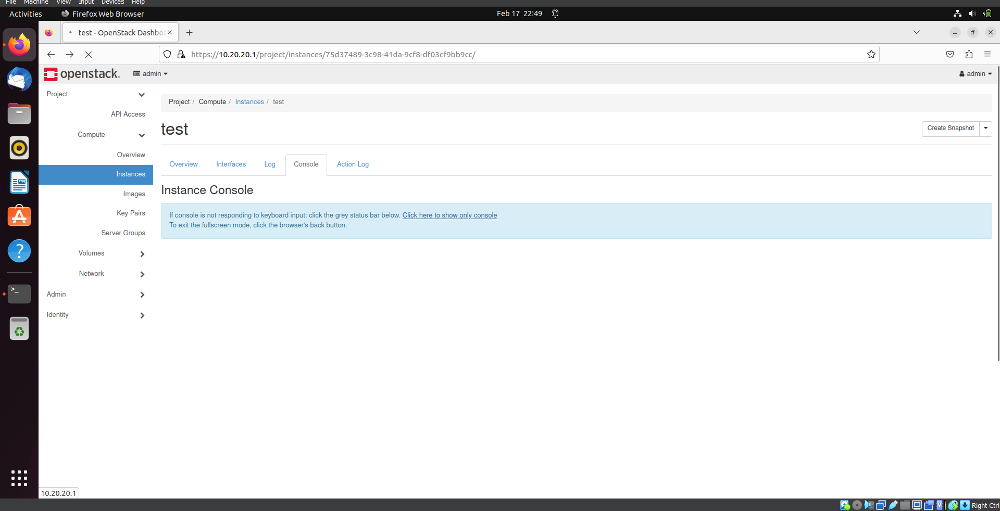 File Machine View Input Devices Help
Activities Firefox Web Browser Feb 17 22:49
test - OpenStack Dashboa
https://10.20.20.1/project/instances/75d37489-3c98-41da-9cf8-df03cf9bb9cc/
openstack. admin admin
Project
API Access
Compute
Overview
Instances
Images
Key Pairs
Server Groups
Volumes
Network
Admin
Identity
Project / Compute / Instances / test
test
Create Snapshot
Overview Interfaces Log Console Action Log
Instance Console
If console is not responding to keyboard input: click the grey status bar below. Click here to show only console
To exit the fullscreen mode, click the browser's back button.
10.20.20.1
Right Ctrl